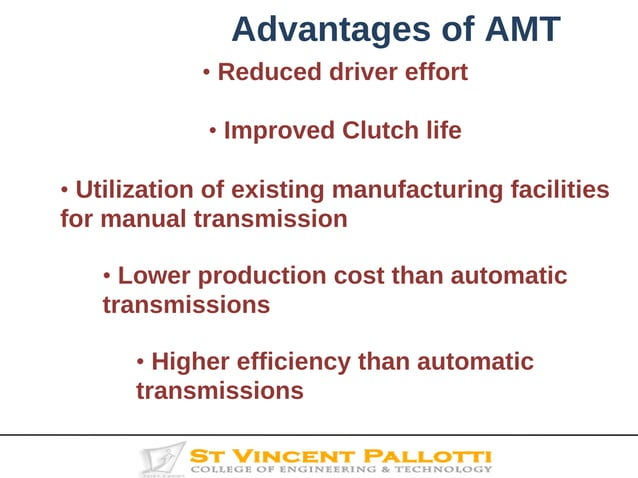 Advantages of AMT
• Reduced driver effort
• Improved Clutch life
• Utilization of existing manufacturing facilities
for manual transmission
• Lower production cost than automatic
transmissions
• Higher efficiency than automatic
transmissions
ST VINCENT PALLOTTI
COLLEGE OF ENGINEERING & TECHNOLOGY